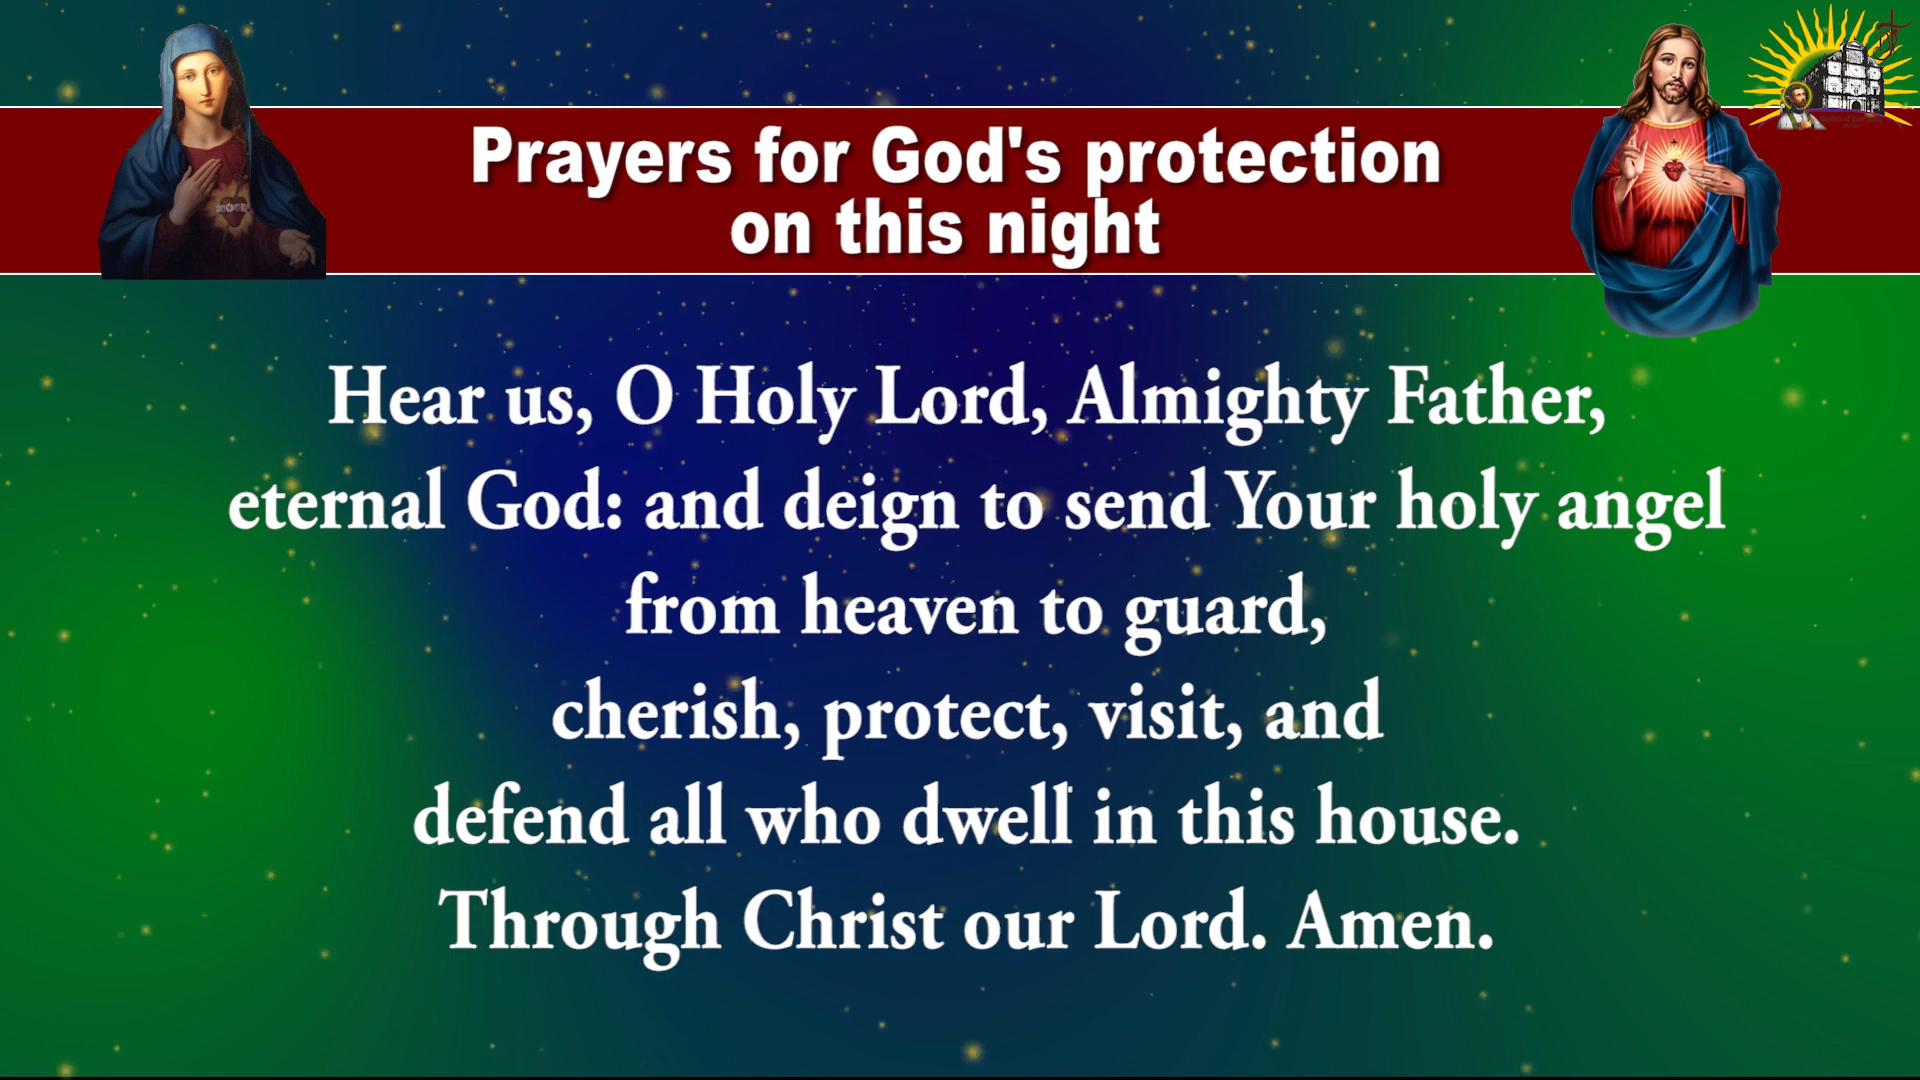 Prayers for God's protection
on this night
Hear us, O Holy Lord, Almighty Father,
eternal God: and deign to send Your holy angel
from heaven to guard,
cherish, protect, visit, and
defend all who dwell in this house.
Through Christ our Lord. Amen.